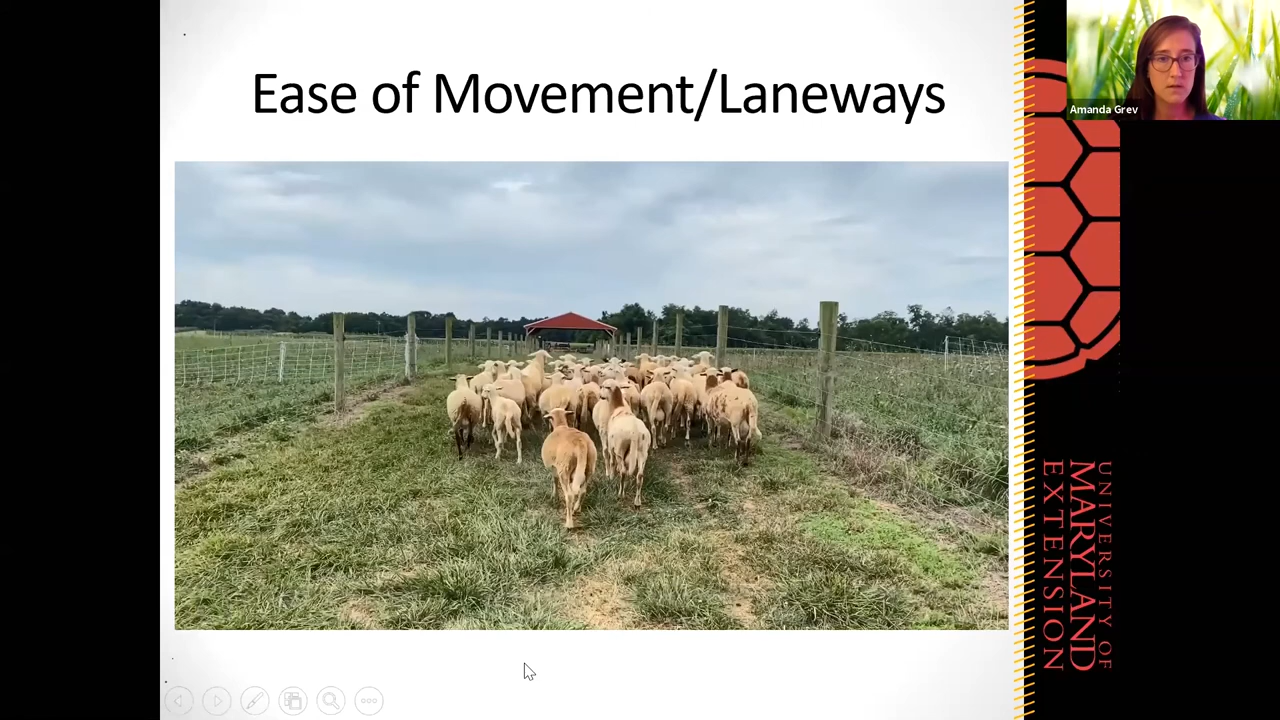 Ease of Movement/Laneways
Amanda Grev
UNIVERSITY OF
MARYLAND
EXTENSION